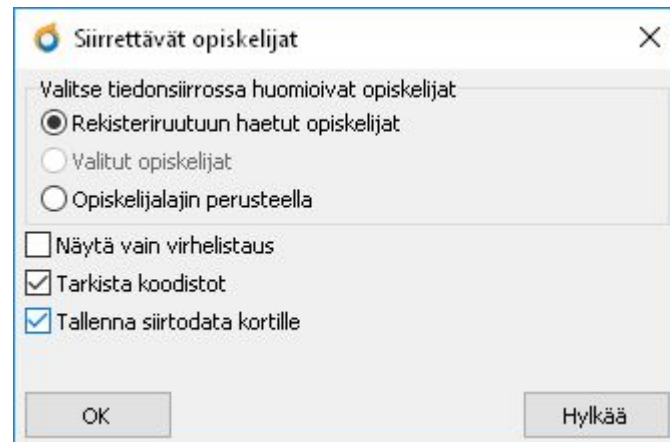 Siirrettävät opiskelijat
Valitse tiedonsiirrossa huomioivat opiskelijat
Rekisteriruutuun haetut opiskelijat
Valitut opiskelijat
Opiskelijalajin perusteella
Näytä vain virhelistaus
Tarkista koodistot
Tallenna siirtodata kortille
OK Hylkää